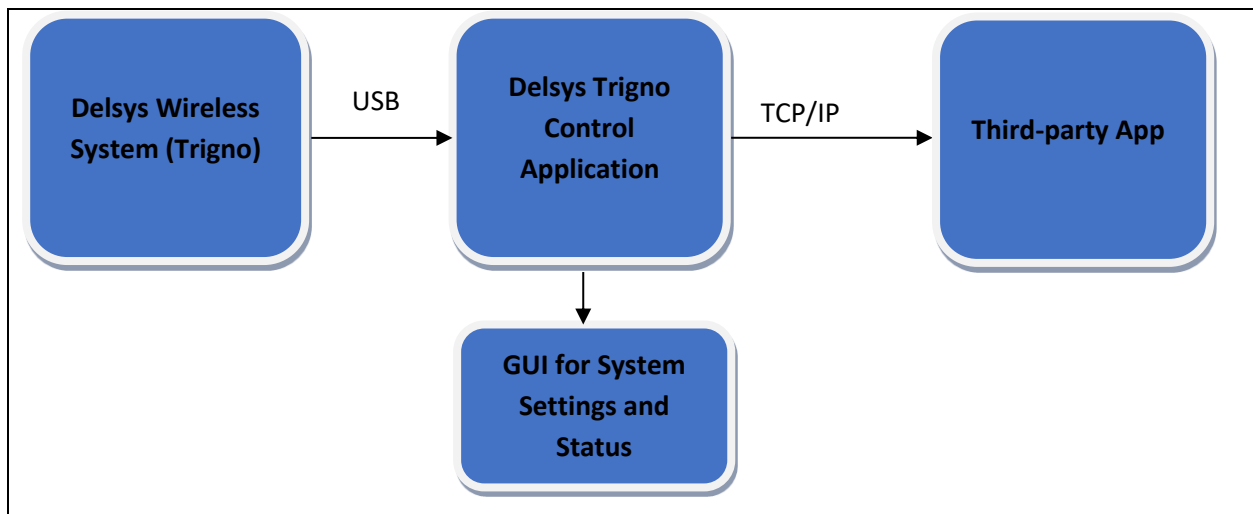 Delsys Wireless
System (Trigno)
USB
Delsys Trigno
Control
Application
TCP/IP
Third-party App
GUI for System
Settings and
Status